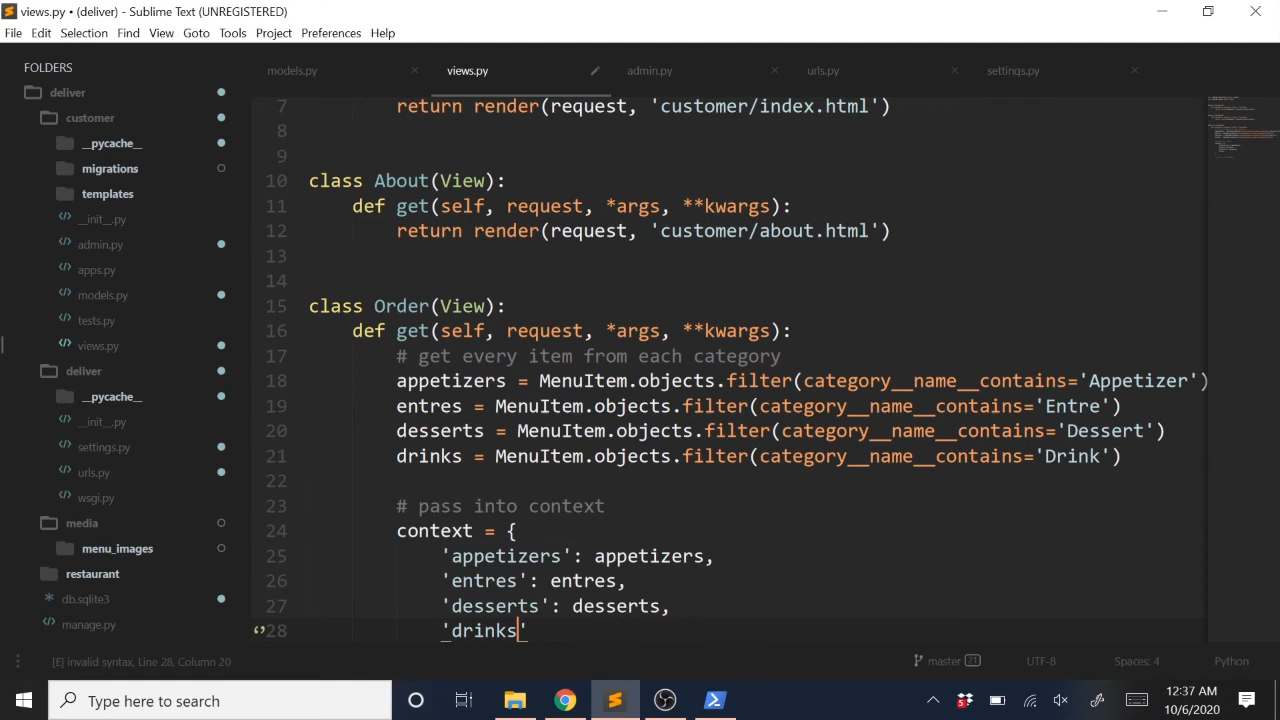 views.py • (deliver) - Sublime Text (UNREGISTERED)
File Edit Selection Find View Goto Tools Project Preferences Help
FOLDERS
deliver
customer
__pycache__
migrations
templates
__init__.py
admin.py
apps.py
models.py
tests.py
views.py
deliver
__pycache__
__init__.py
settings.py
urls.py
wsgi.py
media
menu_images
restaurant
db.sqlite3
manage.py
models.py views.py admin.py urls.py settings.py
7 return render(request, 'customer/index.html')
8
9
10 class About(View):
11 def get(self, request, *args, **kwargs):
12 return render(request, 'customer/about.html')
13
14
15 class Order(View):
16 def get(self, request, *args, **kwargs):
17 # get every item from each category
18 appetizers = MenuItem.objects.filter(category__name__contains='Appetizer')
19 entres = MenuItem.objects.filter(category__name__contains='Entre')
20 desserts = MenuItem.objects.filter(category__name__contains='Dessert')
21 drinks = MenuItem.objects.filter(category__name__contains='Drink')
22
23 # pass into context
24 context = {
25 'appetizers': appetizers,
26 'entres': entres,
27 'desserts': desserts,
28 'drinks'
[E] invalid syntax, Line 28, Column 20 master 21 UTF-8 Spaces: 4 Python
Type here to search
12:37 AM
10/6/2020